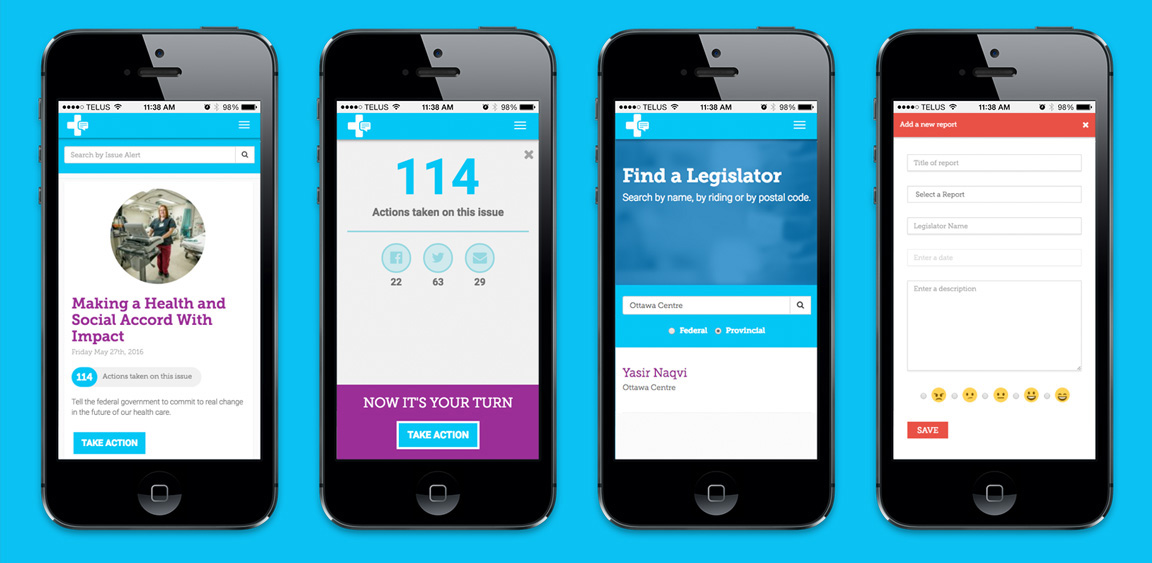 TELUS 11:38 AM 98%
Search by Issue Alert
Making a Health and
Social Accord With
Impact
Friday May 27th, 2016
114 Actions taken on this issue
Tell the federal government to commit to real change
in the future of our health care.
TAKE ACTION
TELUS 11:38 AM 98%
114
Actions taken on this issue
22 63 29
NOW IT'S YOUR TURN
TAKE ACTION
TELUS 11:38 AM 98%
Find a Legislator
Search by name, by riding or by postal code.
Ottawa Centre
Federal Provincial
Yasir Naqvi
Ottawa Centre
TELUS 11:38 AM 98%
Add a new report
Title of report
Select a Report
Legislator Name
Enter a date
Enter a description
SAVE